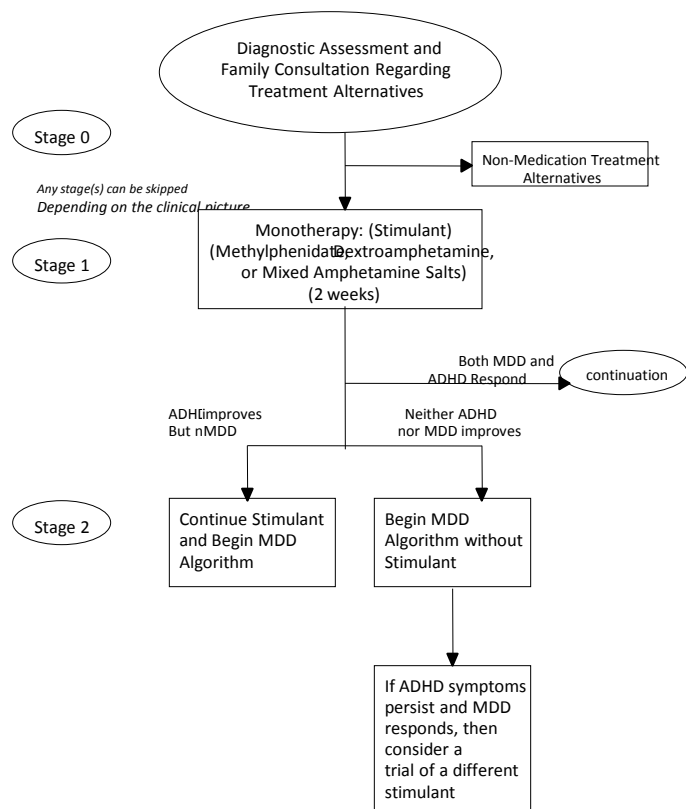 Diagnostic Assessment and
Family Consultation Regarding
Treatment Alternatives
Stage 0
Non-Medication Treatment
Alternatives
Any stage(s) can be skipped
Depending on the clinical picture
Stage 1
Monotherapy: (Stimulant)
(Methylphenidate, Dextroamphetamine,
or Mixed Amphetamine Salts)
(2 weeks)
Both MDD and
ADHD Respond
continuation
ADHD improves
But n MDD
Neither ADHD
nor MDD improves
Stage 2
Continue Stimulant
and Begin MDD
Algorithm
Begin MDD
Algorithm without
Stimulant
If ADHD symptoms
persist and MDD
responds, then
consider a
trial of a different
stimulant